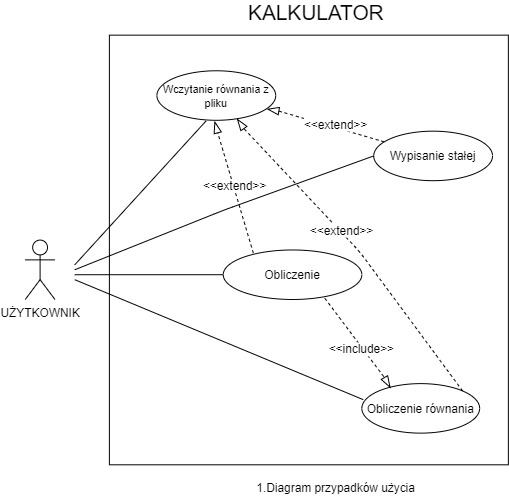 KALKULATOR
Wczytanie równania z
pliku
<<extend>>
Wypisanie stałej
<<extend>>
<<extend>>
Obliczenie
UŻYTKOWNIK
<<include>>
Obliczenie równania
1.Diagram przypadków użycia